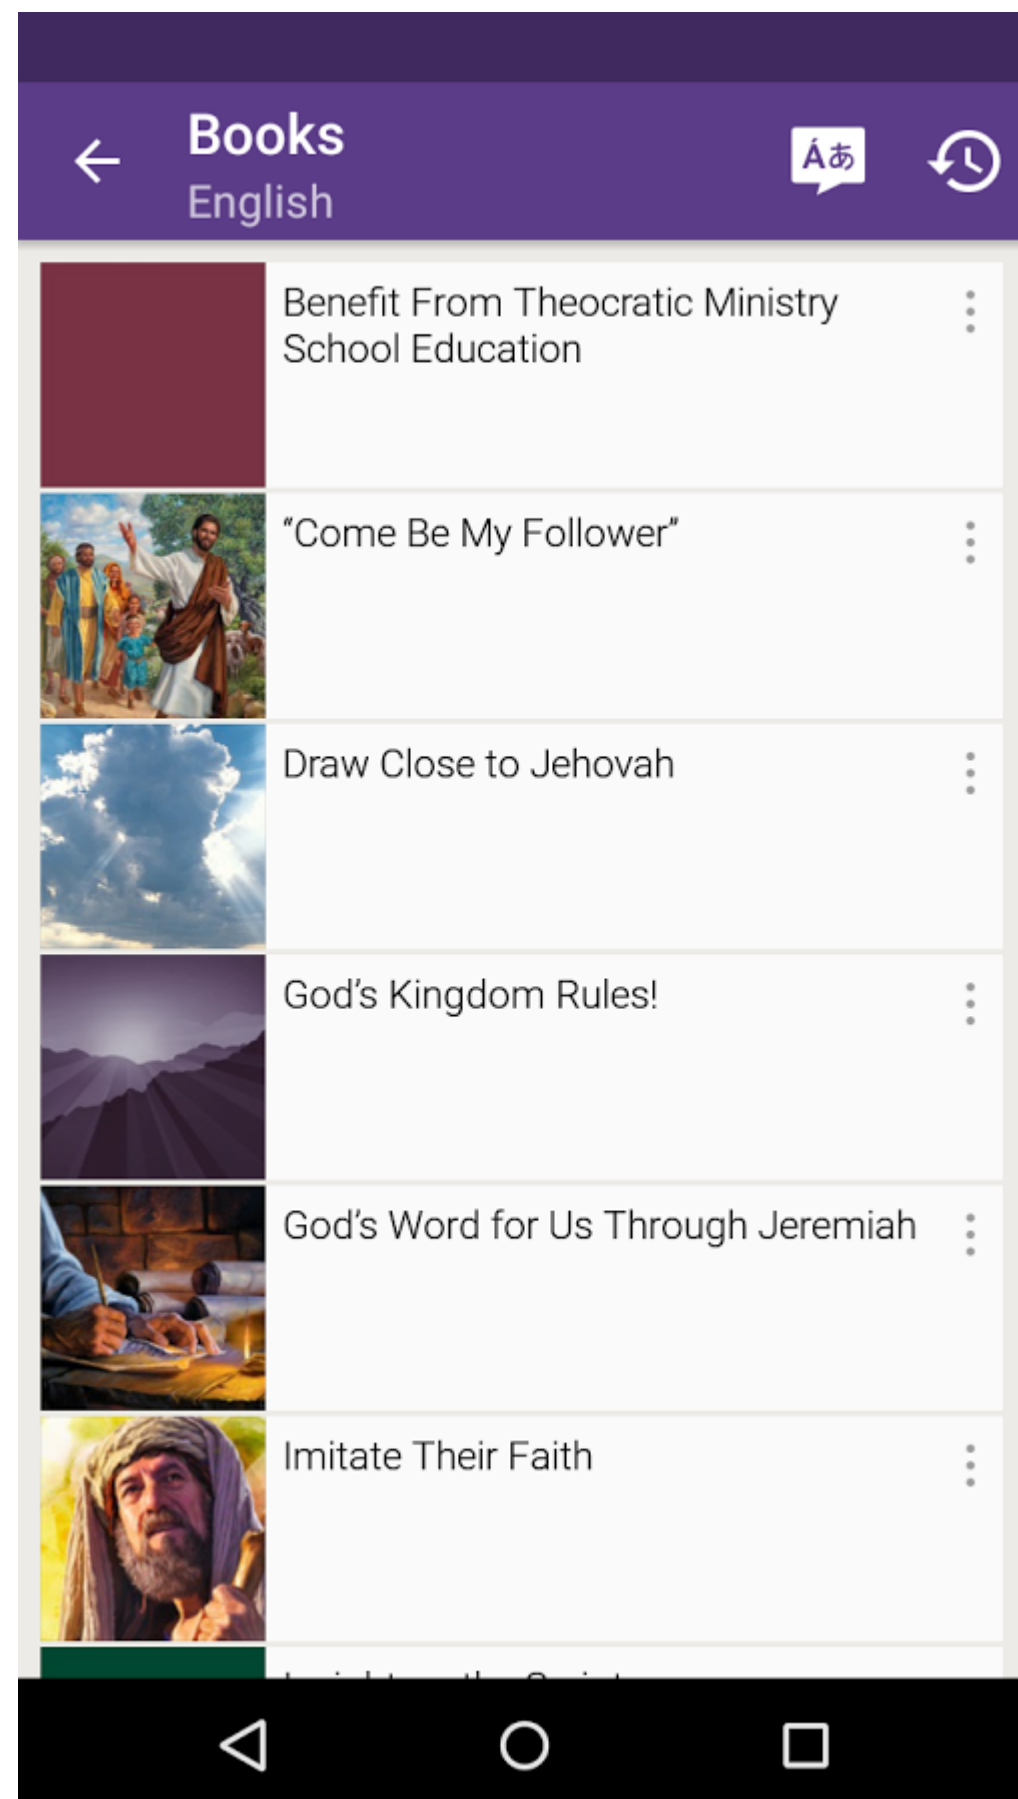 Books
English
Áあ
Benefit From Theocratic Ministry
School Education
“Come Be My Follower”
Draw Close to Jehovah
God’s Kingdom Rules!
God’s Word for Us Through Jeremiah
Imitate Their Faith